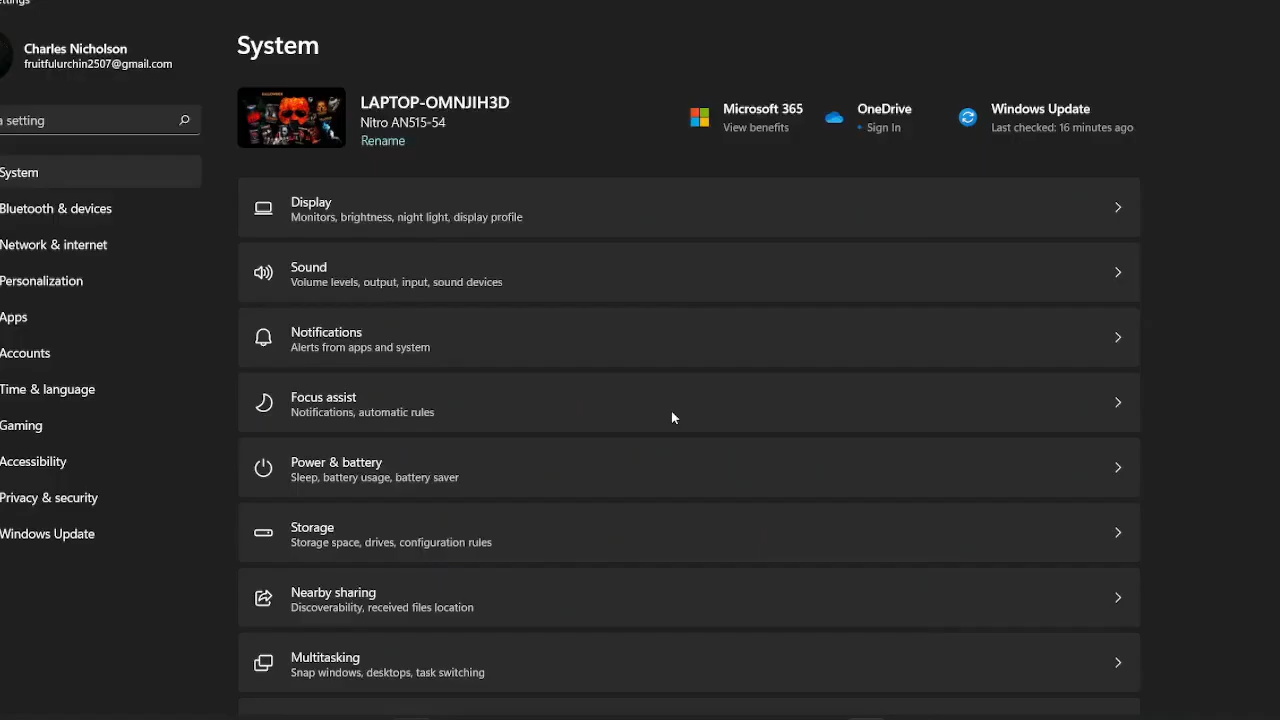 Charles Nicholson
fruitfulurchin2507@gmail.com
a setting
System
Bluetooth & devices
Network & internet
Personalization
Apps
Accounts
Time & language
Gaming
Accessibility
Privacy & security
Windows Update
System
LAPTOP-OMNJIH3D
Nitro AN515-54
Rename
Microsoft 365
View benefits
OneDrive
• Sign In
Windows Update
Last checked: 16 minutes ago
Display
Monitors, brightness, night light, display profile
Sound
Volume levels, output, input, sound devices
Notifications
Alerts from apps and system
Focus assist
Notifications, automatic rules
Power & battery
Sleep, battery usage, battery saver
Storage
Storage space, drives, configuration rules
Nearby sharing
Discoverability, received files location
Multitasking
Snap windows, desktops, task switching